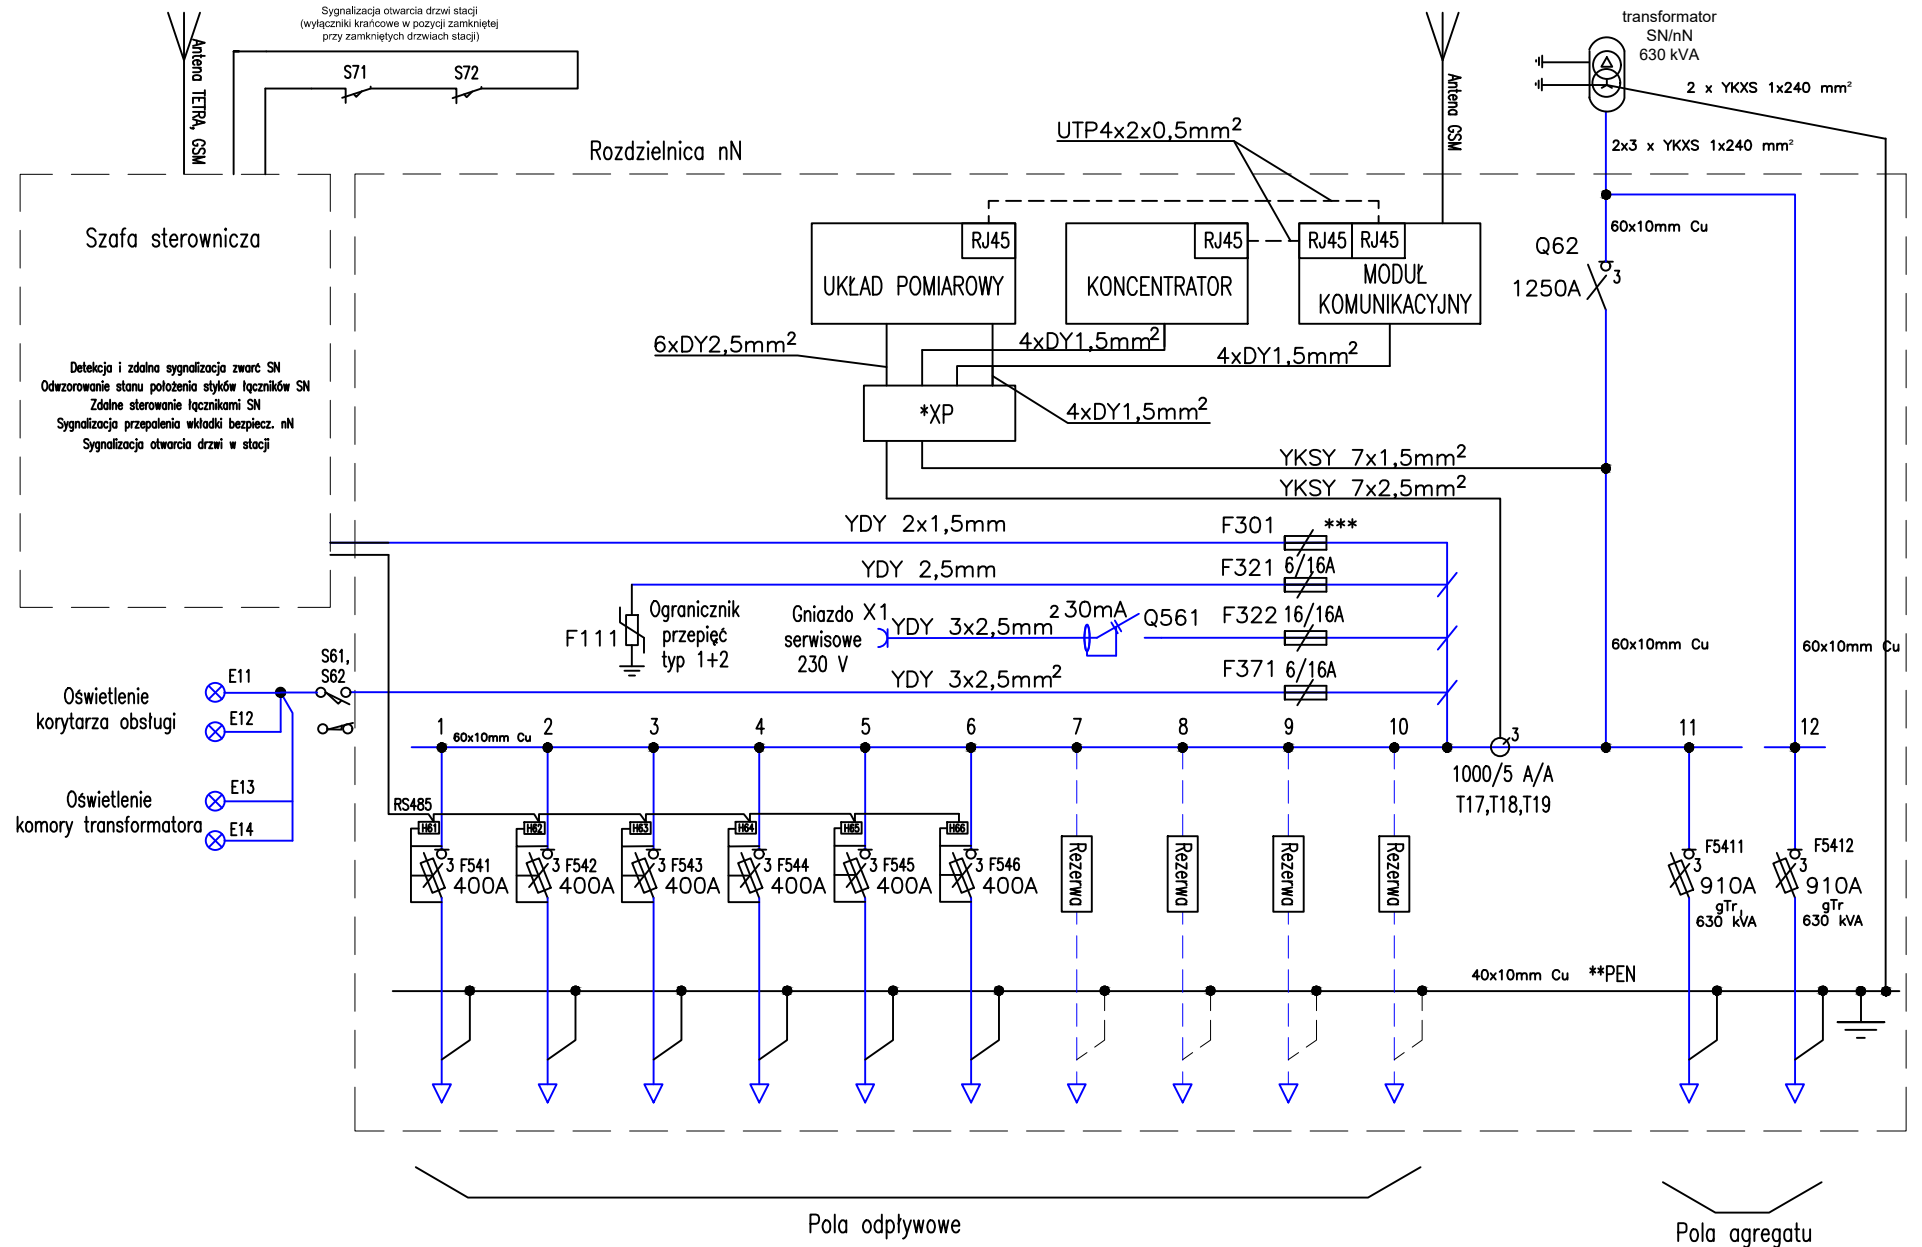 Sygnalizacja otwarcia drzwi stacji
(wyłączniki krańcowe w pozycji zamkniętej
przy zamkniętych drzwiach stacji)
S71
S72
Antena TETRA, GSM
Antena GSM
transformator
SN/nN
630 kVA
2 x YKXS 1x240 mm²
2x3 x YKXS 1x240 mm²
UTP4x2x0,5mm²
Rozdzielnica nN
Szafa sterownicza
RJ45
RJ45
RJ45
RJ45
UKŁAD POMIAROWY
KONCENTRATOR
MODUŁ
KOMUNIKACYJNY
60x10mm Cu
Q62
1250A
3
6xDY2,5mm²
4xDY1,5mm²
4xDY1,5mm²
4xDY1,5mm²
*XP
Detekcja i zdalna sygnalizacja zwarć SN
Odwzorowanie stanu położenia styków łączników SN
Zdalne sterowanie łącznikami SN
Sygnalizacja przepalenia wkładki bezpiecz. nN
Sygnalizacja otwarcia drzwi w stacji
YKSY 7x1,5mm²
YKSY 7x2,5mm²
YDY 2x1,5mm
F301
***
YDY 2,5mm
F321
6/16A
F111
Ogranicznik
przepięć
typ 1+2
Gniazdo
serwisowe
230 V
X1
YDY 3x2,5mm²
30mA
Q561
F322
16/16A
YDY 3x2,5mm²
F371
6/16A
60x10mm Cu
60x10mm Cu
S61,
S62
Oświetlenie
korytarza obsługi
E11
E12
Oświetlenie
komory transformatora
E13
E14
1
2
3
4
5
6
7
8
9
10
11
12
60x10mm Cu
3
1000/5 A/A
T17,T18,T19
RS485
H61
H62
H63
H64
H65
H66
3
F541
400A
3
F542
400A
3
F543
400A
3
F544
400A
3
F545
400A
3
F546
400A
Rezerwa
Rezerwa
Rezerwa
Rezerwa
3
F5411
910A
gTr,
630 kVA
3
F5412
910A
gTr
630 kVA
40x10mm Cu
**PEN
Pola odpływowe
Pola agregatu